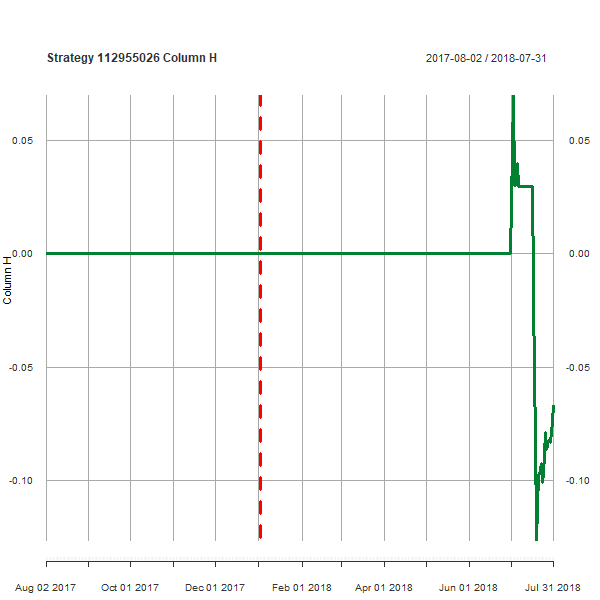 Strategy 112955026 Column H
2017-08-02 / 2018-07-31
0.05
0.05
0.00
0.00
Column H
-0.05
-0.05
-0.10
-0.10
Aug 02 2017
Oct 01 2017
Dec 01 2017
Feb 01 2018
Apr 01 2018
Jun 01 2018
Jul 31 2018